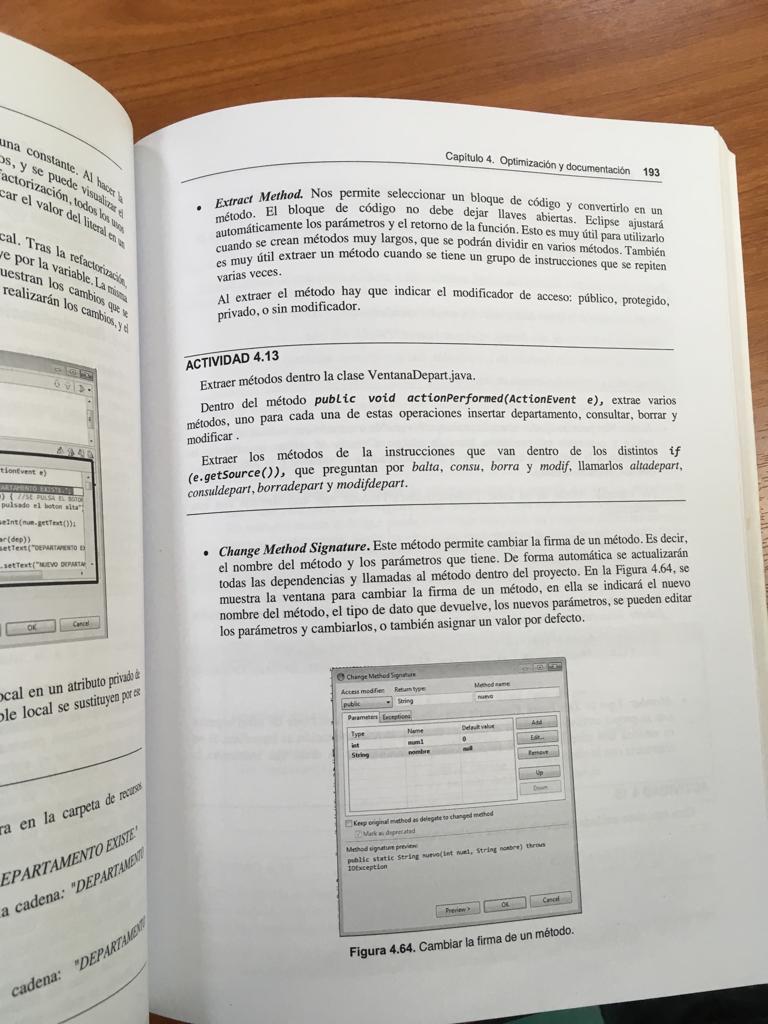 una constante. Al hacer la
os, y se puede visualizar el
factorización, todos los usos
car el valor del literal en un
cal. Tras la refactorización,
ye por la variable. La misma
uestran los cambios que se
realizarán los cambios, y el
tionEvent e)
ARTAMENTO EXISTE."
) { //SE PULSA EL BOTON
pulsado el boton alta"
seInt(num.getText());
ar(dep))
setText("DEPARTAMENTO E
.setText("NUEVO DEPARTAM
OK
Cancel
ocal en un atributo privado de
ble local se sustituyen por ese
ra en la carpeta de recursos
EPARTAMENTO EXISTE."
a cadena: "DEPARTAMENTO
cadena: "DEPARTAMENTO
Capítulo 4. Optimización y documentación 193
• Extract Method. Nos permite seleccionar un bloque de código y convertirlo en un
método. El bloque de código no debe dejar llaves abiertas. Eclipse ajustará
automáticamente los parámetros y el retorno de la función. Esto es muy útil para utilizarlo
cuando se crean métodos muy largos, que se podrán dividir en varios métodos. También
es muy útil extraer un método cuando se tiene un grupo de instrucciones que se repiten
varias veces.
Al extraer el método hay que indicar el modificador de acceso: público, protegido,
privado, o sin modificador.
ACTIVIDAD 4.13
Extraer métodos dentro la clase VentanaDepart.java.
Dentro del método public void actionPerformed(ActionEvent e), extrae varios
métodos, uno para cada una de estas operaciones insertar departamento, consultar, borrar y
modificar .
Extraer los métodos de la instrucciones que van dentro de los distintos if
(e.getSource()), que preguntan por balta, consu, borra y modif, llamarlos altadepart,
consuldepart, borradepart y modifdepart.
• Change Method Signature. Este método permite cambiar la firma de un método. Es decir,
el nombre del método y los parámetros que tiene. De forma automática se actualizarán
todas las dependencias y llamadas al método dentro del proyecto. En la Figura 4.64, se
muestra la ventana para cambiar la firma de un método, en ella se indicará el nuevo
nombre del método, el tipo de dato que devuelve, los nuevos parámetros, se pueden editar
los parámetros y cambiarlos, o también asignar un valor por defecto.
Change Method Signature
Access modifier: Return type: Method name:
public String nuevo
Parameters Exceptions
Type Name Default value
int num1 0
String nombre null
Add
Edit...
Remove
Up
Down
Keep original method as delegate to changed method
Mark as deprecated
Method signature preview:
public static String nuevo(int num1, String nombre) throws
IOException
Preview > OK Cancel
Figura 4.64. Cambiar la firma de un método.